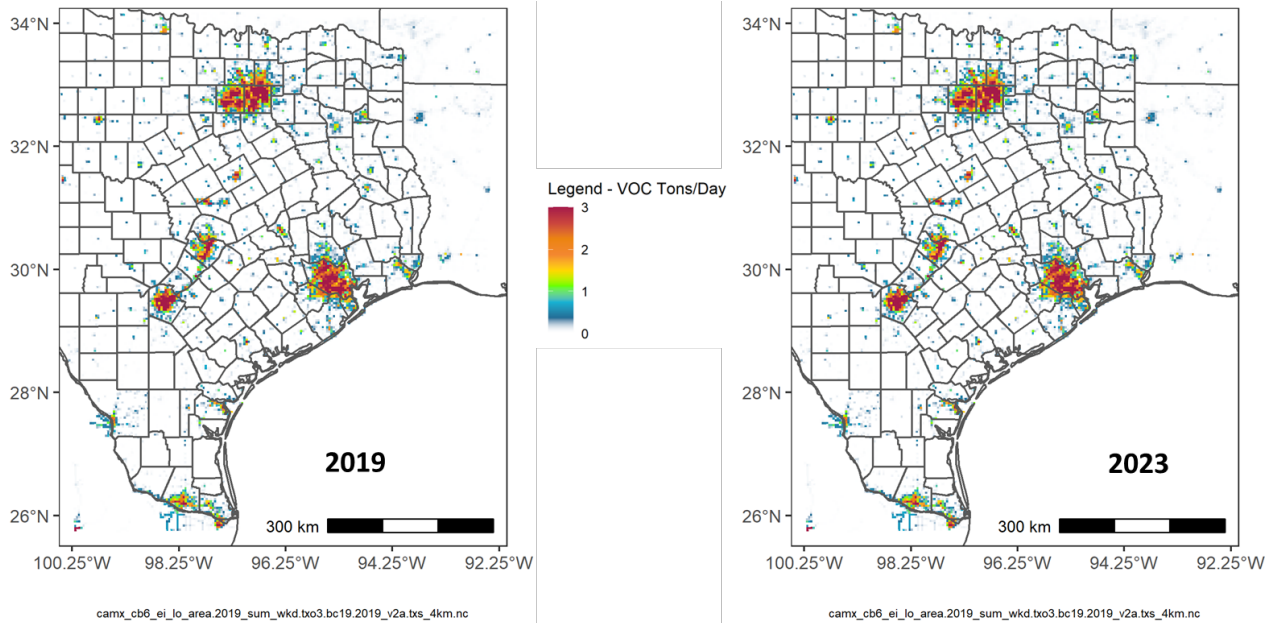 34°N
32°N
30°N
28°N
26°N
2019
300 km
100.25°W 98.25°W 96.25°W 94.25°W 92.25°W
camx_cb6_ei_lo_area.2019_sum_wkd.txo3.bc19.2019_v2a.txs_4km.nc
Legend - VOC Tons/Day
3
2
1
0
34°N
32°N
30°N
28°N
26°N
2023
300 km
100.25°W 98.25°W 96.25°W 94.25°W 92.25°W
camx_cb6_ei_lo_area.2019_sum_wkd.txo3.bc19.2019_v2a.txs_4km.nc